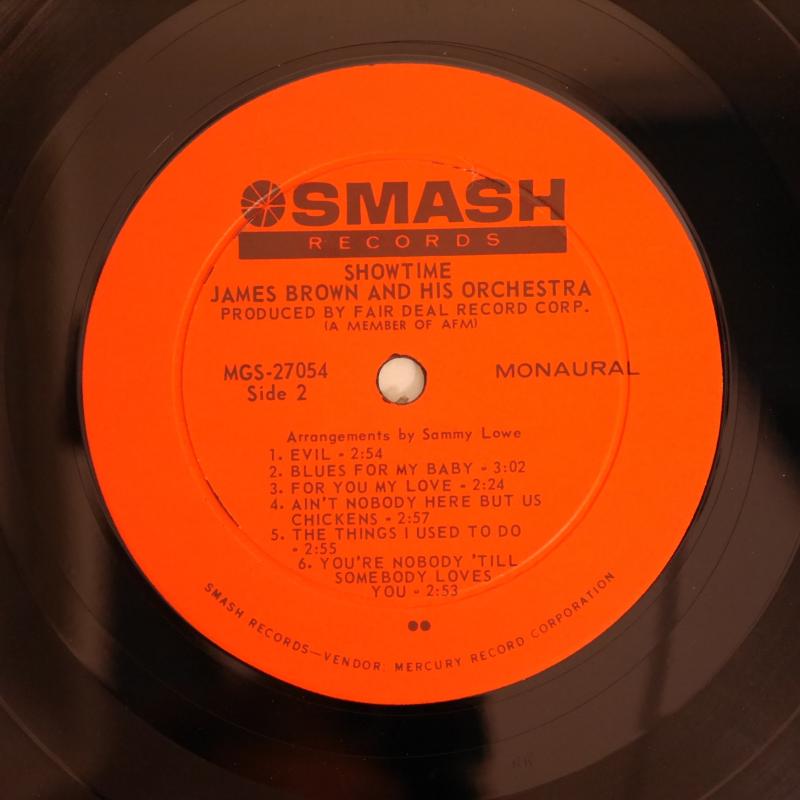 SMASH
RECORDS
SHOWTIME
JAMES BROWN AND HIS ORCHESTRA
PRODUCED BY FAIR DEAL RECORD CORP.
(A MEMBER OF AFM)
MGS-27054
Side 2
MONAURAL
Arrangements by Sammy Lowe
1. EVIL - 2:54
2. BLUES FOR MY BABY - 3:02
3. FOR YOU MY LOVE - 2:24
4. AIN'T NOBODY HERE BUT US
CHICKENS - 2:57
5. THE THINGS I USED TO DO
- 2:55
6. YOU'RE NOBODY 'TILL
SOMEBODY LOVES
YOU - 2:53
SMASH RECORDS—VENDOR: MERCURY RECORD CORPORATION